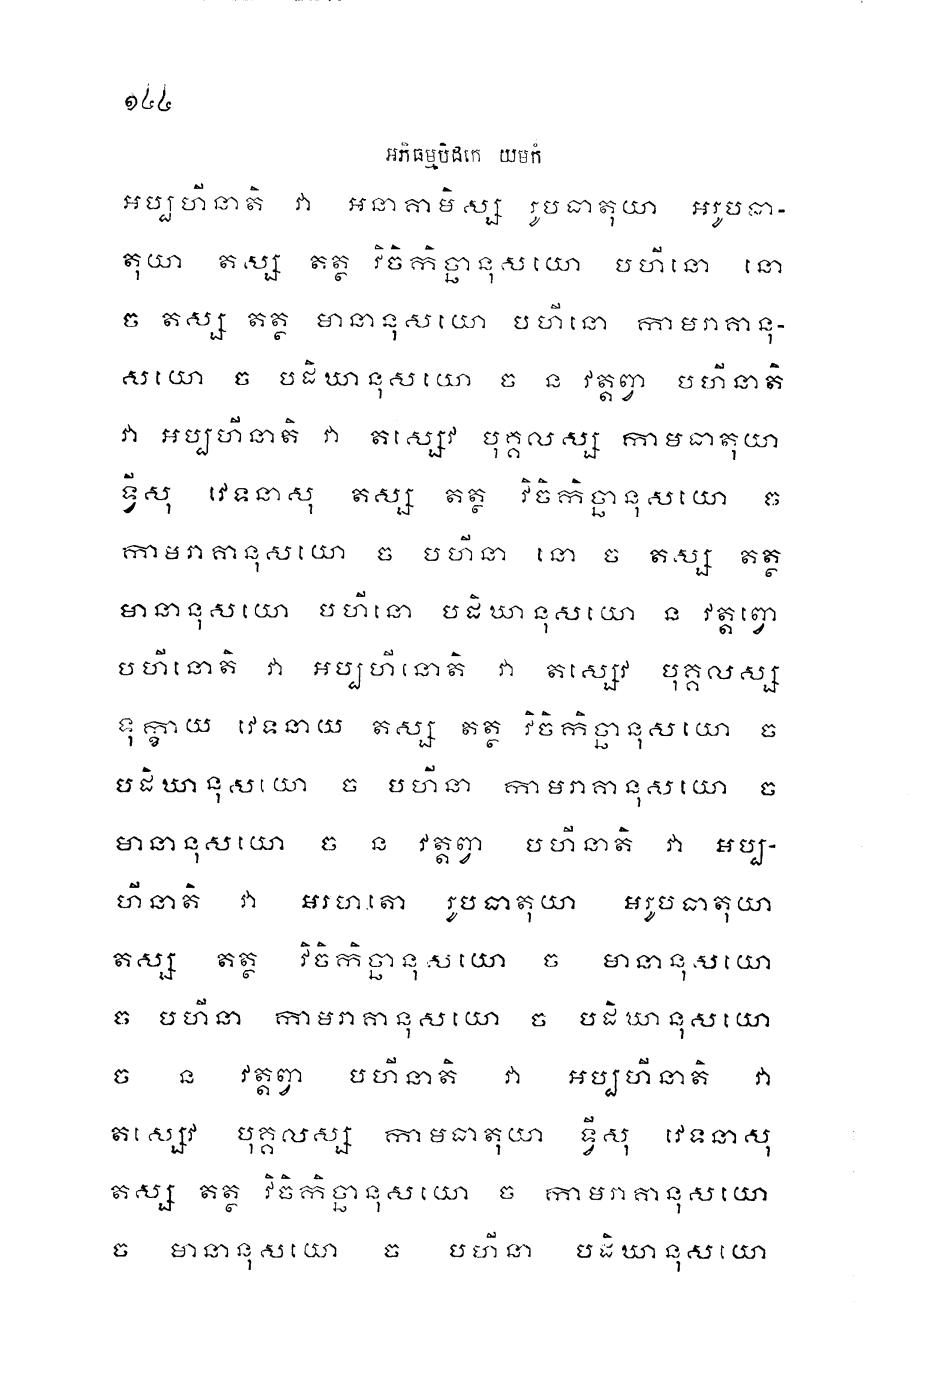 ១៤៤
អភិធម្មបិដកេ យមកំ
អប្បហីនាតិ វា អនាគាមិស្ស រូបធាតុយា អរូបធា-
តុយា តស្ស តត្ថ វិចិកិច្ឆានុសយោ បហីនោ នោ
ច តស្ស តត្ថ មានានុសយោ បហីនោ កាមរាគានុ-
សយោ ច បដិឃានុសយោ ច ន វត្តព្វា បហីនាតិ
វា អប្បហីនាតិ វា តស្សេវ បុគ្គលស្ស កាមធាតុយា
ទ្វីសុ វេទនាសុ តស្ស តត្ថ វិចិកិច្ឆានុសយោ ច
កាមរាគានុសយោ ច បហីនា នោ ច តស្ស តត្ថ
មានានុសយោ បហីនោ បដិឃានុសយោ ន វត្តព្វោ
បហីនោតិ វា អប្បហីនោតិ វា តស្សេវ បុគ្គលស្ស
ទុក្ខាយ វេទនាយ តស្ស តត្ថ វិចិកិច្ឆានុសយោ ច
បដិឃានុសយោ ច បហីនា កាមរាគានុសយោ ច
មានានុសយោ ច ន វត្តព្វា បហីនាតិ វា អប្ប-
ហីនាតិ វា អរហតោ រូបធាតុយា អរូបធាតុយា
តស្ស តត្ថ វិចិកិច្ឆានុសយោ ច មានានុសយោ
ច បហីនា កាមរាគានុសយោ ច បដិឃានុសយោ
ច ន វត្តព្វា បហីនាតិ វា អប្បហីនាតិ វា
តស្សេវ បុគ្គលស្ស កាមធាតុយា ទ្វីសុ វេទនាសុ
តស្ស តត្ថ វិចិកិច្ឆានុសយោ ច កាមរាគានុសយោ
ច មានានុសយោ ច បហីនា បដិឃានុសយោ